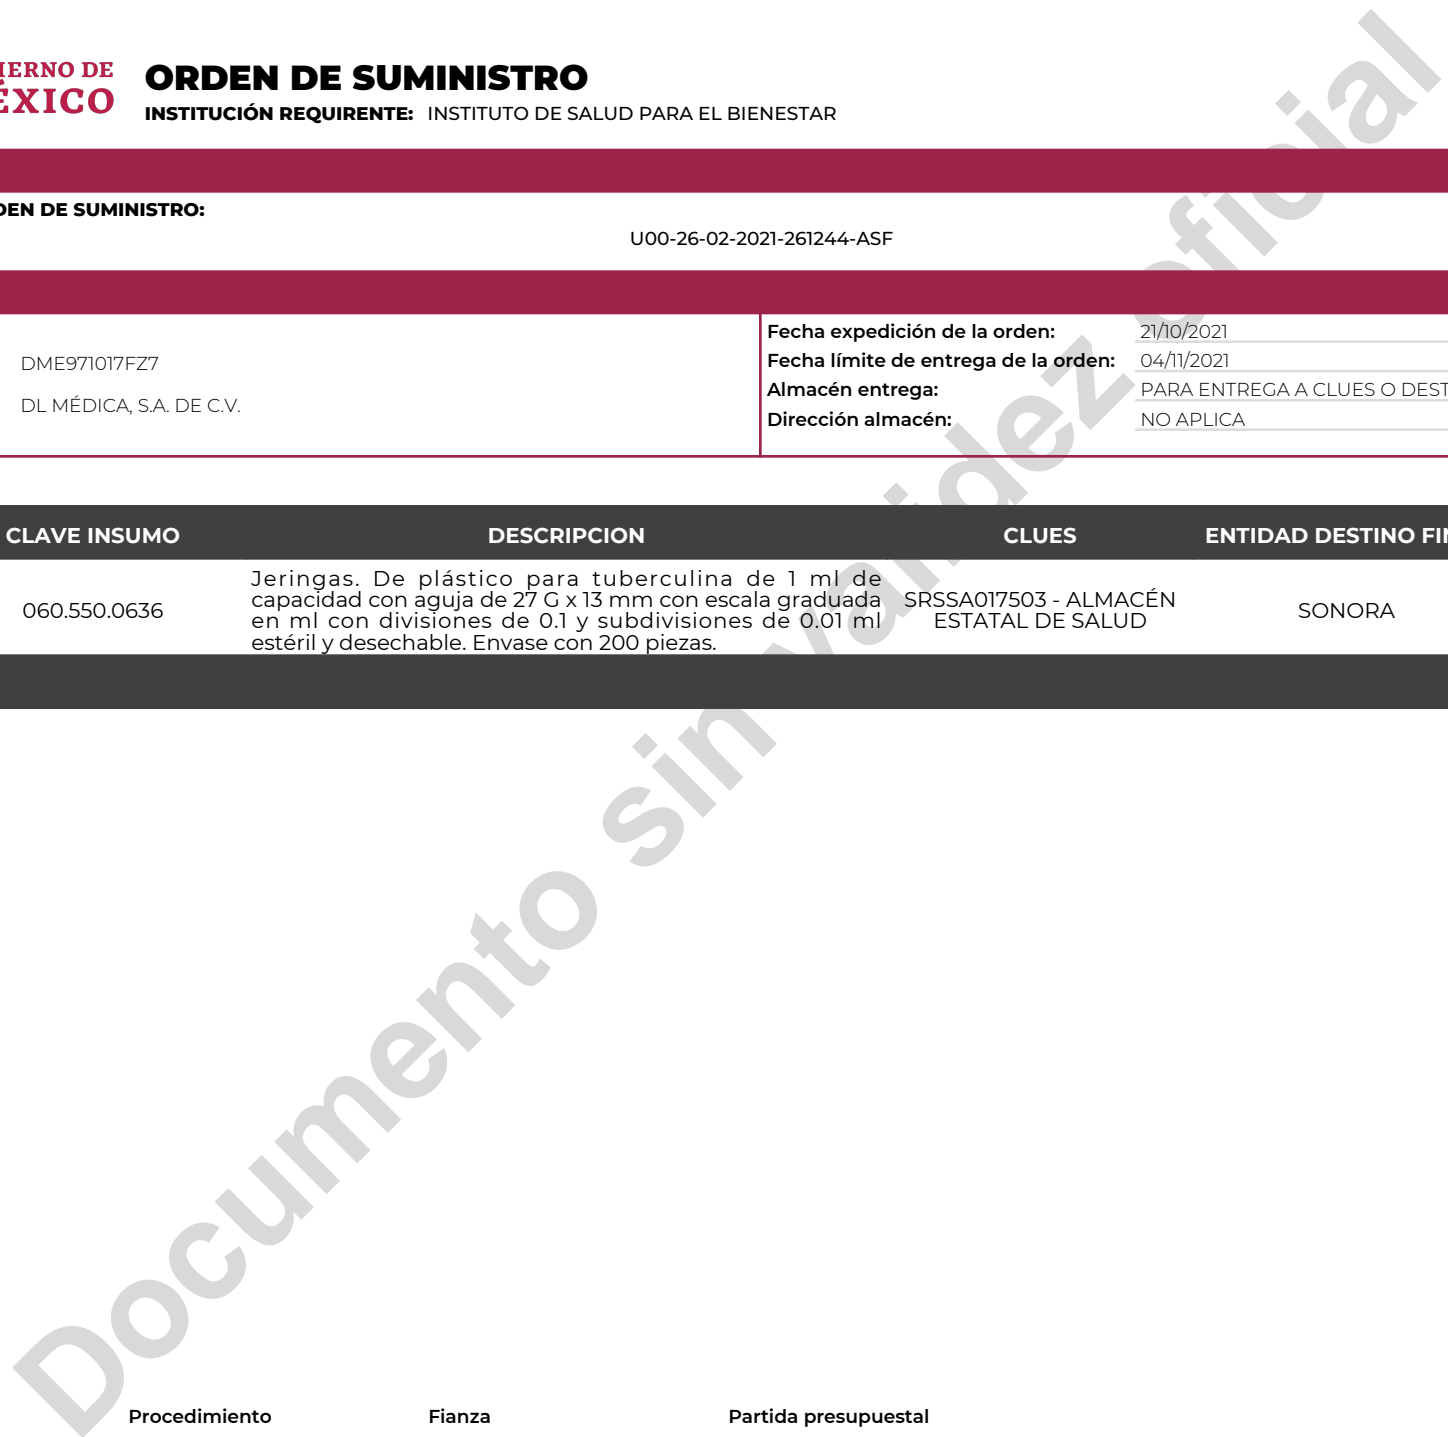 IERNO DE
ÉXICO
ORDEN DE SUMINISTRO
INSTITUCIÓN REQUIRENTE: INSTITUTO DE SALUD PARA EL BIENESTAR
DEN DE SUMINISTRO:
U00-26-02-2021-261244-ASF
DME971017FZ7
DL MÉDICA, S.A. DE C.V.
Fecha expedición de la orden: 21/10/2021
Fecha límite de entrega de la orden: 04/11/2021
Almacén entrega: PARA ENTREGA A CLUES O DEST
Dirección almacén: NO APLICA
CLAVE INSUMO DESCRIPCION CLUES ENTIDAD DESTINO FIN
060.550.0636
Jeringas. De plástico para tuberculina de 1 ml de
capacidad con aguja de 27 G x 13 mm con escala graduada
en ml con divisiones de 0.1 y subdivisiones de 0.01 ml
estéril y desechable. Envase con 200 piezas.
SRSSA017503 - ALMACÉN
ESTATAL DE SALUD
SONORA
Documento sin validez oficial
Procedimiento Fianza Partida presupuestal